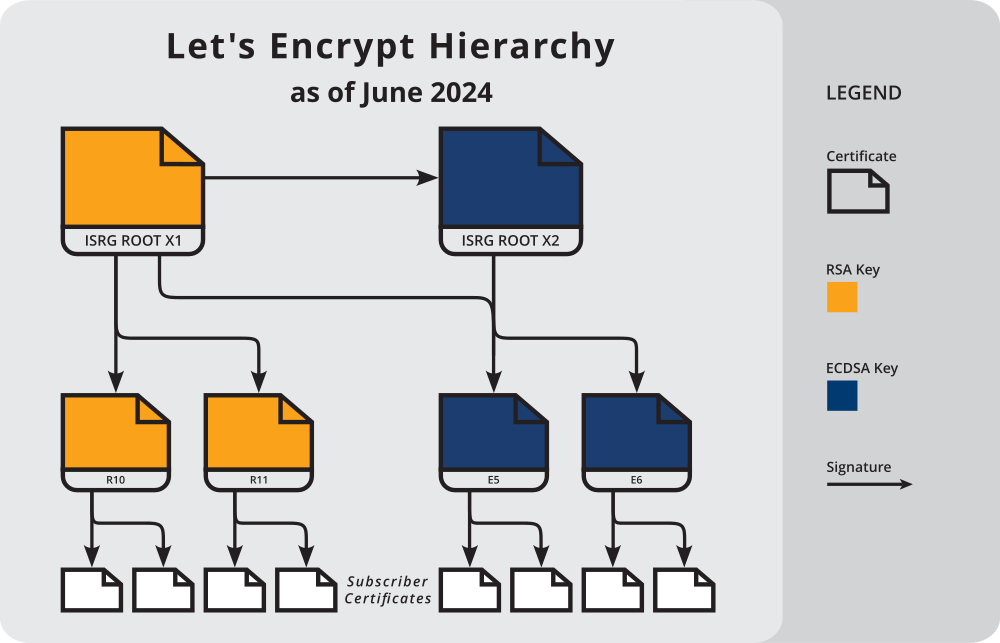 Let's Encrypt Hierarchy
as of June 2024
ISRG ROOT X1
ISRG ROOT X2
R10
R11
E5
E6
Subscriber
Certificates
LEGEND
Certificate
RSA Key
ECDSA Key
Signature